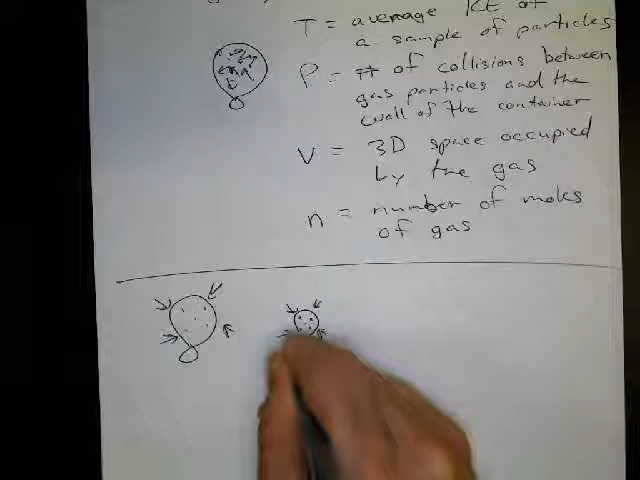 T = average KE of
a sample of particles
P = # of collisions between
gas particles and the
wall of the container
V = 3D space occupied
by the gas
n = number of moles
of gas